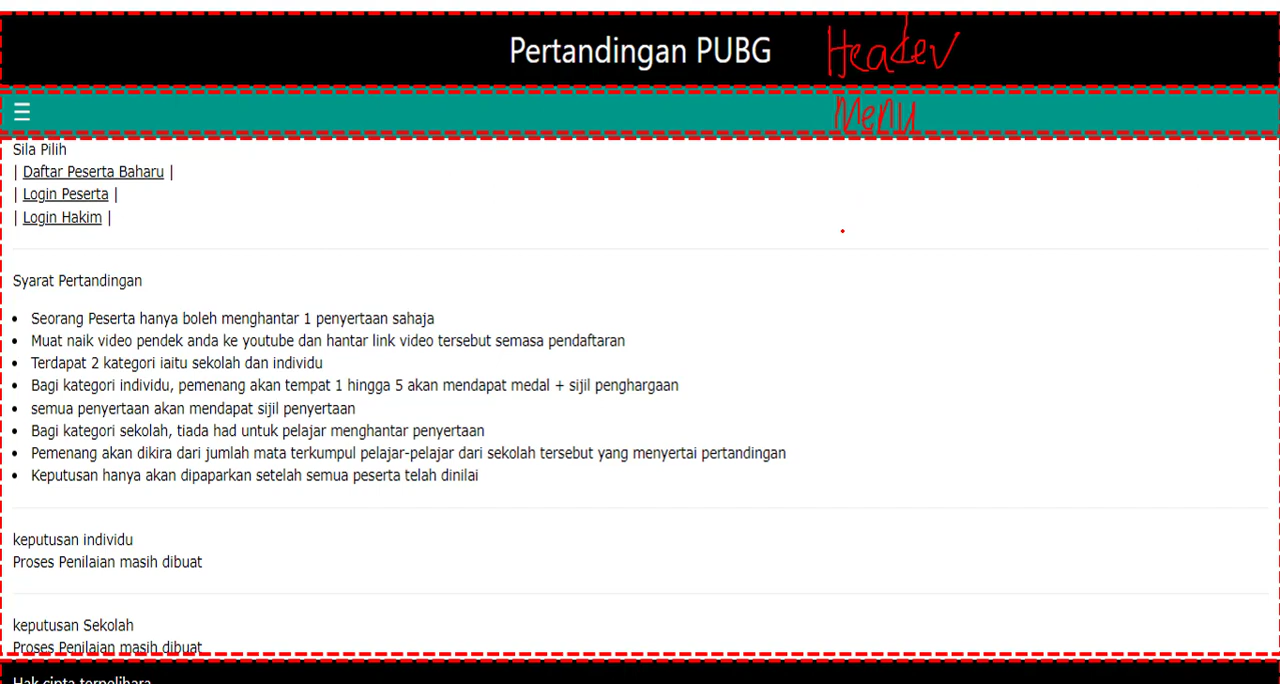 Pertandingan PUBG Header
☰ Menu
Sila Pilih
| Daftar Peserta Baharu |
| Login Peserta |
| Login Hakim |
Syarat Pertandingan
• Seorang Peserta hanya boleh menghantar 1 penyertaan sahaja
• Muat naik video pendek anda ke youtube dan hantar link video tersebut semasa pendaftaran
• Terdapat 2 kategori iaitu sekolah dan individu
• Bagi kategori individu, pemenang akan tempat 1 hingga 5 akan mendapat medal + sijil penghargaan
• semua penyertaan akan mendapat sijil penyertaan
• Bagi kategori sekolah, tiada had untuk pelajar menghantar penyertaan
• Pemenang akan dikira dari jumlah mata terkumpul pelajar-pelajar dari sekolah tersebut yang menyertai pertandingan
• Keputusan hanya akan dipaparkan setelah semua peserta telah dinilai
keputusan individu
Proses Penilaian masih dibuat
keputusan Sekolah
Proses Penilaian masih dibuat
Hak cipta terpelihara